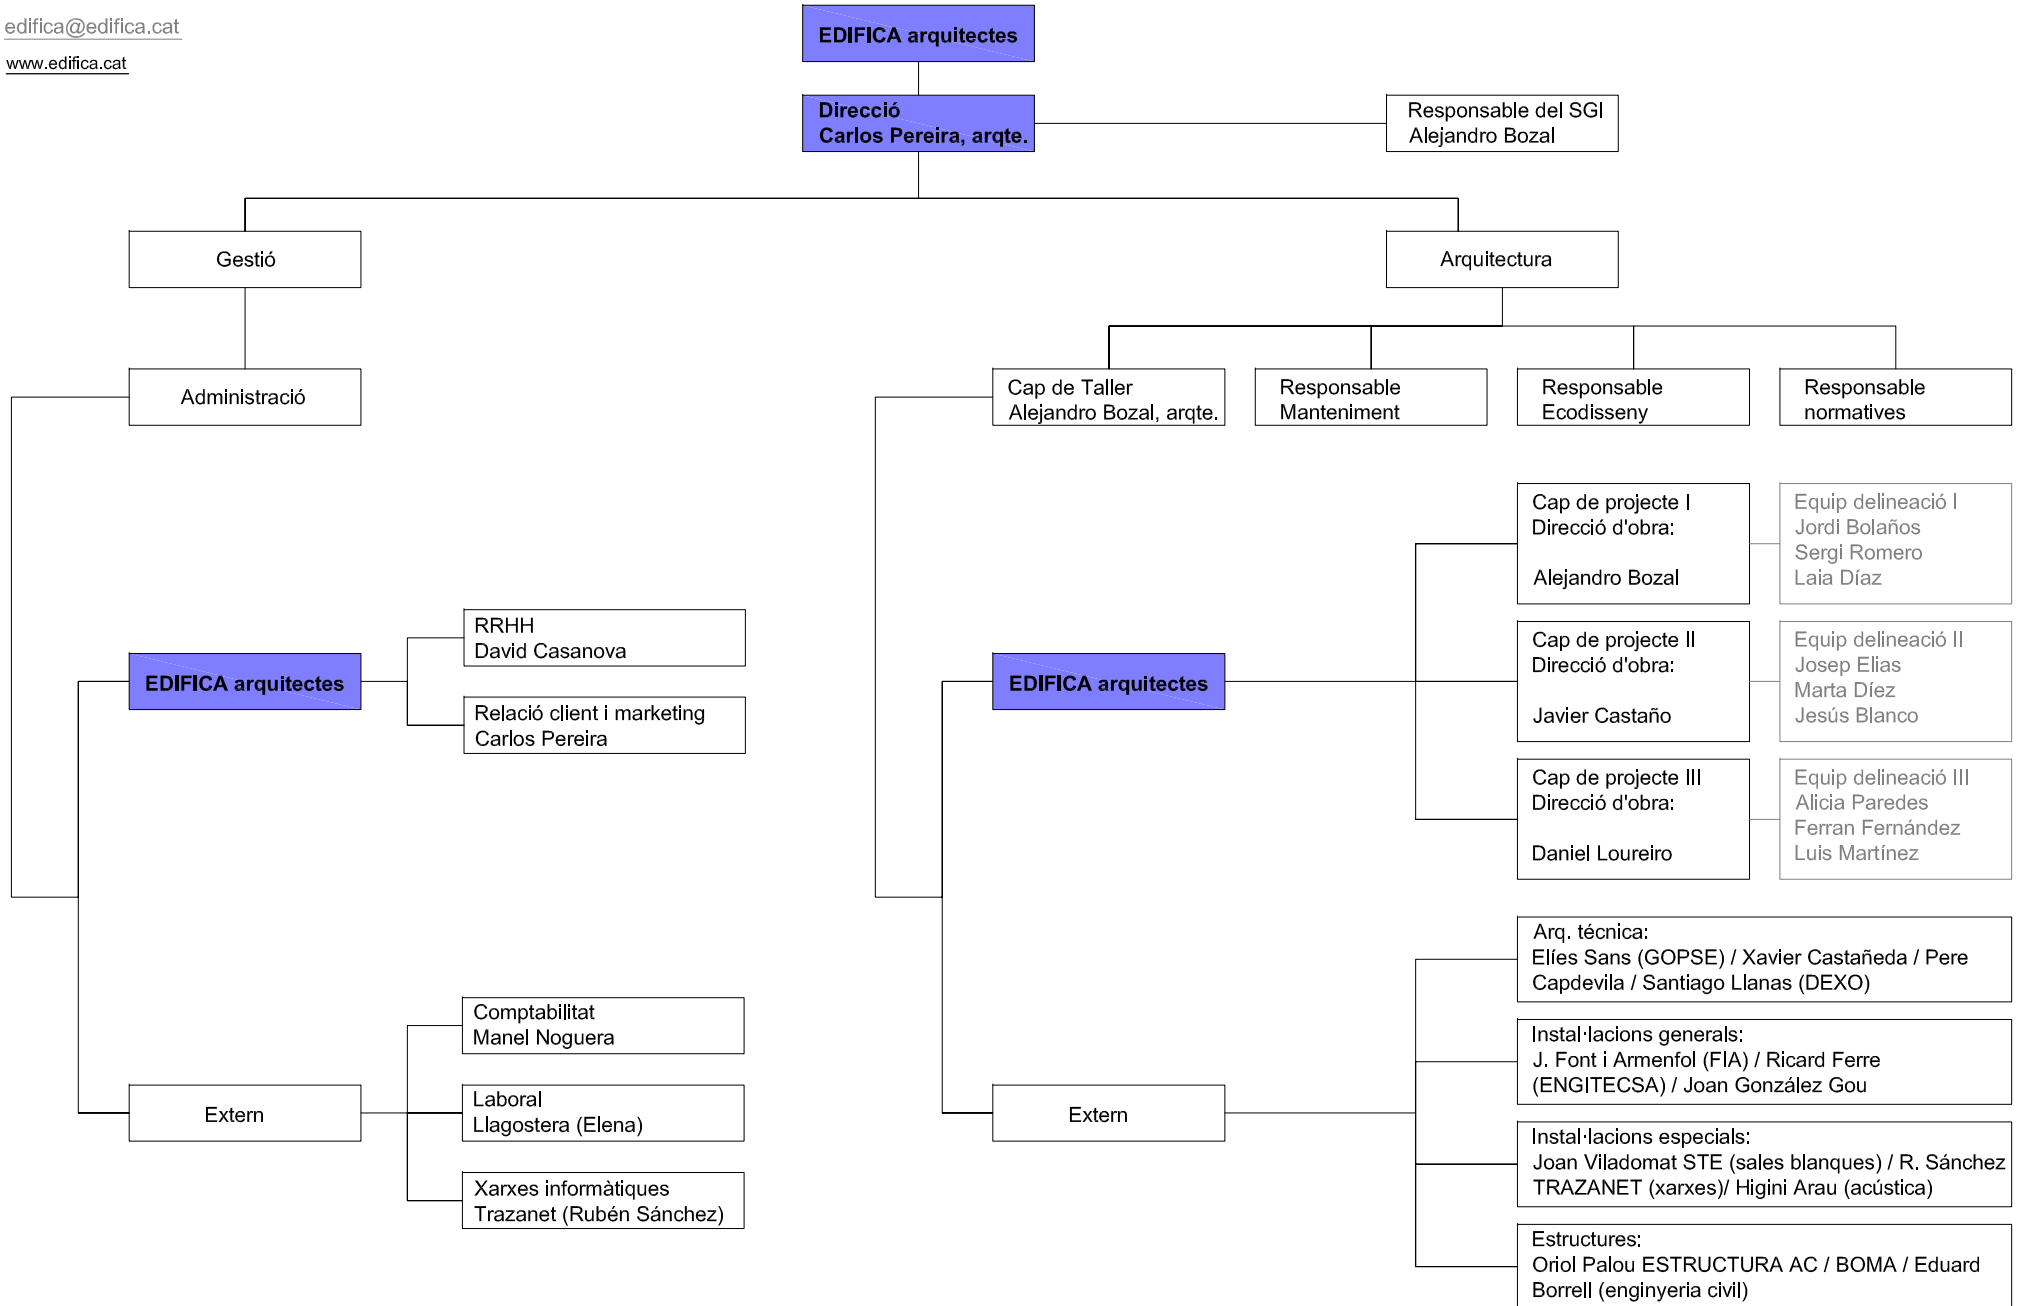 edifica@edifica.cat
www.edifica.cat
EDIFICA arquitectes
Direcció
Carlos Pereira, arqte.
Responsable del SGI
Alejandro Bozal
Gestió
Arquitectura
Administració
Cap de Taller
Alejandro Bozal, arqte.
Responsable
Manteniment
Responsable
Ecodisseny
Responsable
normatives
EDIFICA arquitectes
RRHH
David Casanova
Relació client i marketing
Carlos Pereira
Extern
Comptabilitat
Manel Noguera
Laboral
Llagostera (Elena)
Xarxes informàtiques
Trazanet (Rubén Sánchez)
EDIFICA arquitectes
Cap de projecte I
Direcció d'obra:
Alejandro Bozal
Equip delineació I
Jordi Bolaños
Sergi Romero
Laia Díaz
Cap de projecte II
Direcció d'obra:
Javier Castaño
Equip delineació II
Josep Elias
Marta Díez
Jesús Blanco
Cap de projecte III
Direcció d'obra:
Daniel Loureiro
Equip delineació III
Alicia Paredes
Ferran Fernández
Luis Martínez
Extern
Arq. técnica:
Elíes Sans (GOPSE) / Xavier Castañeda / Pere
Capdevila / Santiago Llanas (DEXO)
Instal·lacions generals:
J. Font i Armenfol (FIA) / Ricard Ferre
(ENGITECSA) / Joan González Gou
Instal·lacions especials:
Joan Viladomat STE (sales blanques) / R. Sánchez
TRAZANET (xarxes)/ Higini Arau (acústica)
Estructures:
Oriol Palou ESTRUCTURA AC / BOMA / Eduard
Borrell (enginyeria civil)